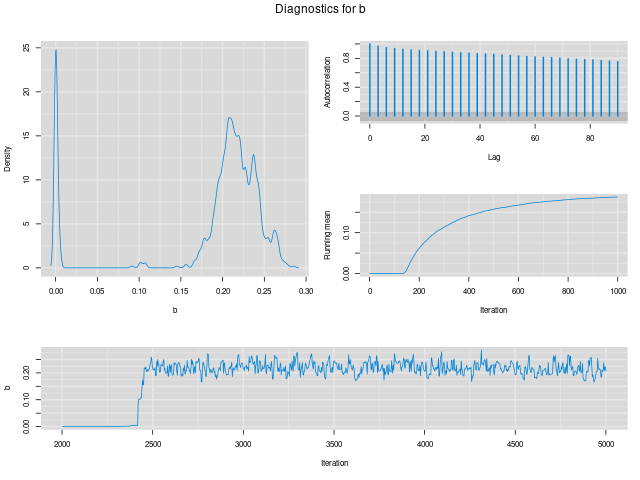 Diagnostics for b
Density
25
20
15
10
5
0
0.00 0.05 0.10 0.15 0.20 0.25 0.30
b
Autocorrelation
0.8
0.4
0.0
0 20 40 60 80
Lag
Running mean
0.10
0.00
0 200 400 600 800 1000
Iteration
b
0.20
0.10
0.00
2000 2500 3000 3500 4000 4500 5000
Iteration